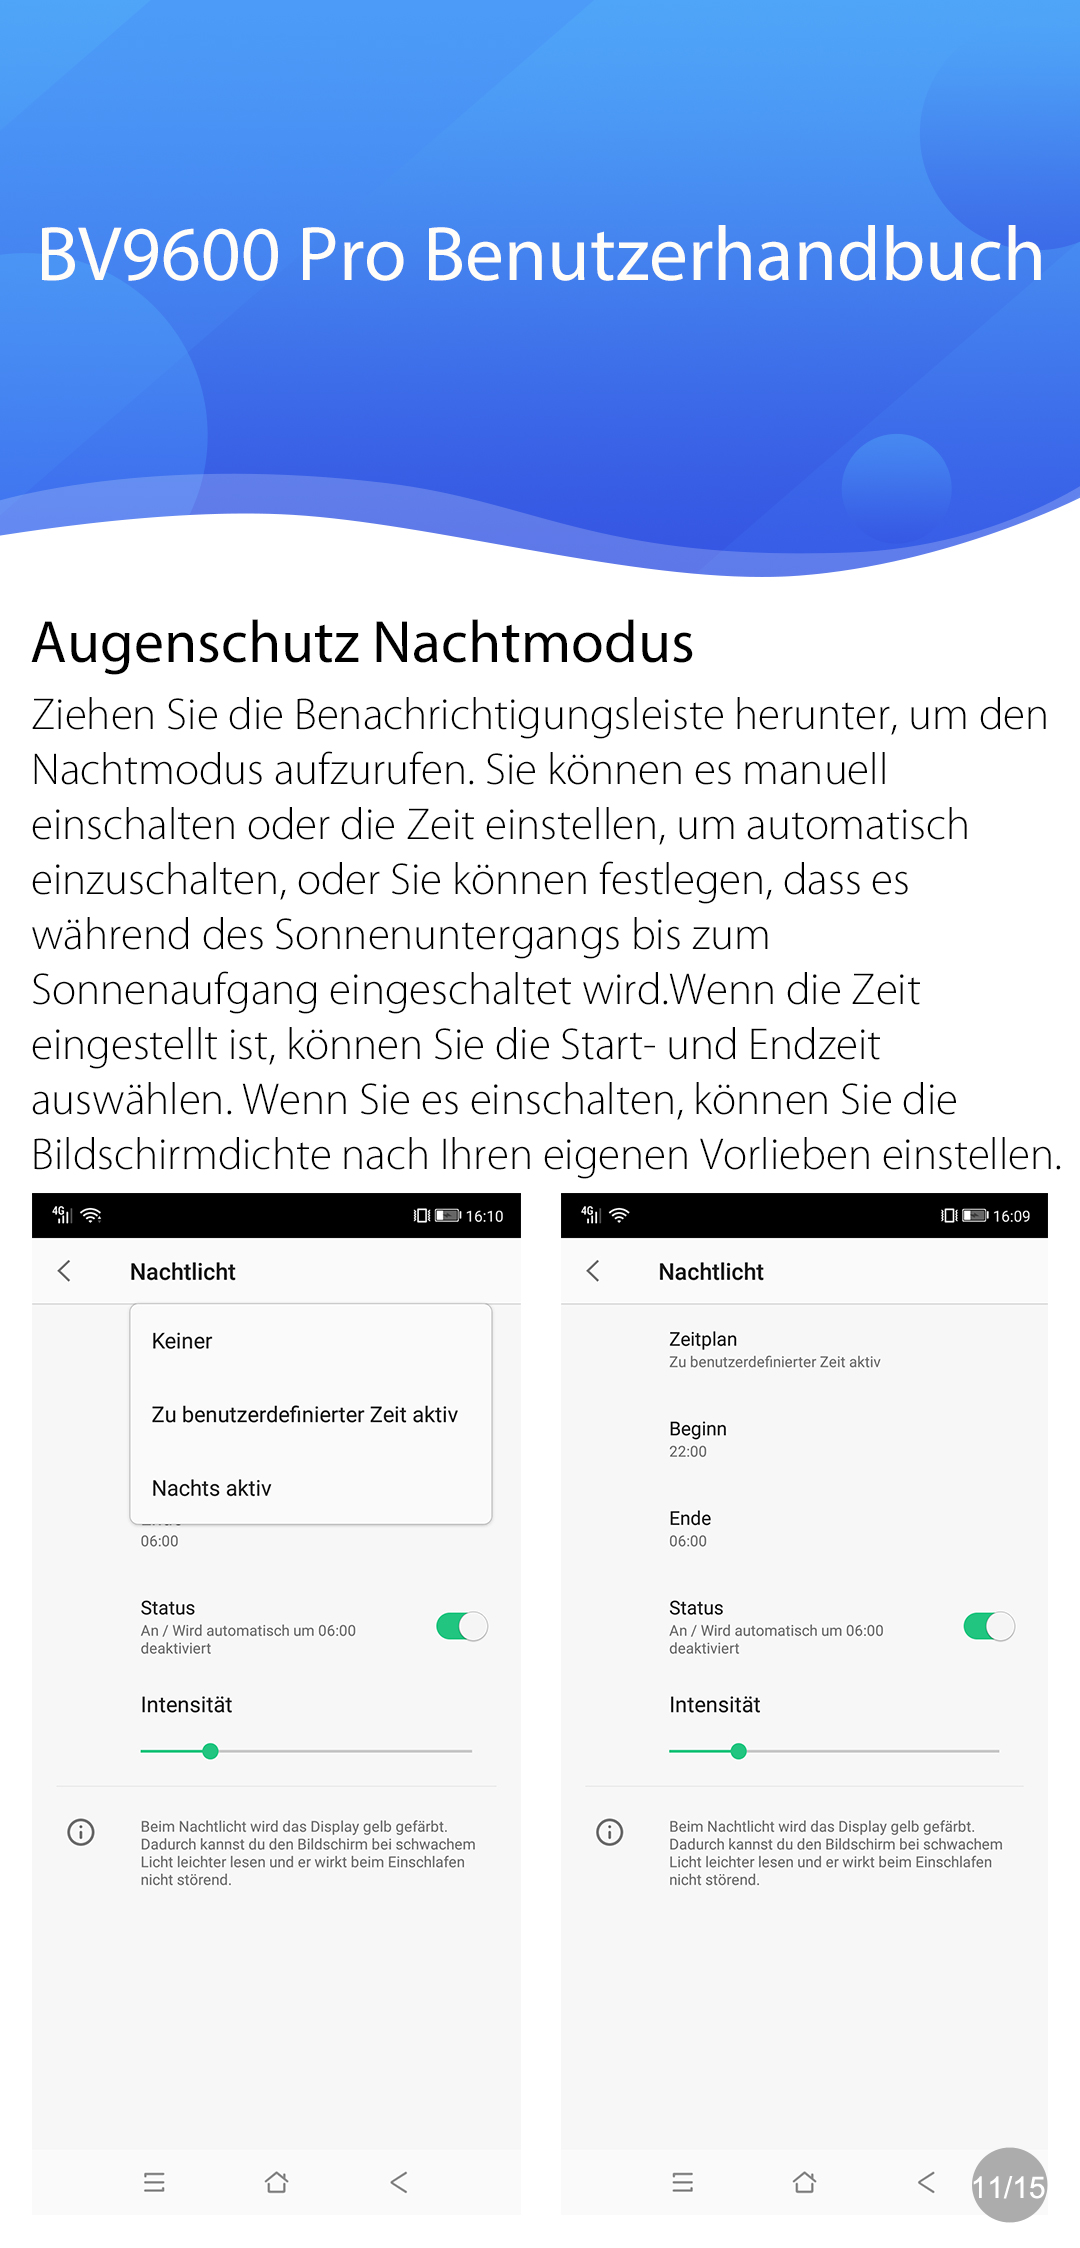 BV9600 Pro Benutzerhandbuch
Augenschutz Nachtmodus
Ziehen Sie die Benachrichtigungsleiste herunter, um den
Nachtmodus aufzurufen. Sie können es manuell
einschalten oder die Zeit einstellen, um automatisch
einzuschalten, oder Sie können festlegen, dass es
während des Sonnenuntergangs bis zum
Sonnenaufgang eingeschaltet wird.Wenn die Zeit
eingestellt ist, können Sie die Start- und Endzeit
auswählen. Wenn Sie es einschalten, können Sie die
Bildschirmdichte nach Ihren eigenen Vorlieben einstellen.
4G 16:10
Nachtlicht
Keiner
Zu benutzerdefinierter Zeit aktiv
Nachts aktiv
06:00
Status
An / Wird automatisch um 06:00
deaktiviert
Intensität
Beim Nachtlicht wird das Display gelb gefärbt.
Dadurch kannst du den Bildschirm bei schwachem
Licht leichter lesen und er wirkt beim Einschlafen
nicht störend.
4G 16:09
Nachtlicht
Zeitplan
Zu benutzerdefinierter Zeit aktiv
Beginn
22:00
Ende
06:00
Status
An / Wird automatisch um 06:00
deaktiviert
Intensität
Beim Nachtlicht wird das Display gelb gefärbt.
Dadurch kannst du den Bildschirm bei schwachem
Licht leichter lesen und er wirkt beim Einschlafen
nicht störend.
11/15